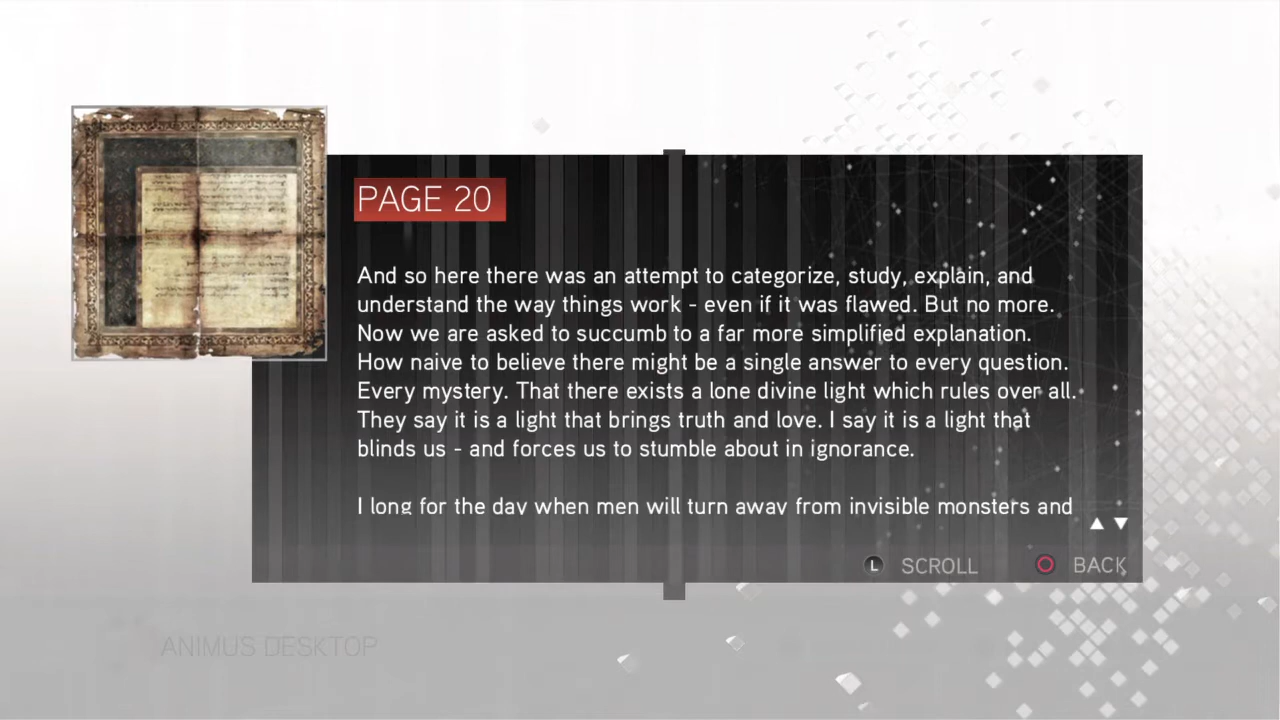 PAGE 20
And so here there was an attempt to categorize, study, explain, and
understand the way things work - even if it was flawed. But no more.
Now we are asked to succumb to a far more simplified explanation.
How naive to believe there might be a single answer to every question.
Every mystery. That there exists a lone divine light which rules over all.
They say it is a light that brings truth and love. I say it is a light that
blinds us - and forces us to stumble about in ignorance.
I long for the day when men will turn away from invisible monsters and
L SCROLL BACK
ANIMUS DESKTOP